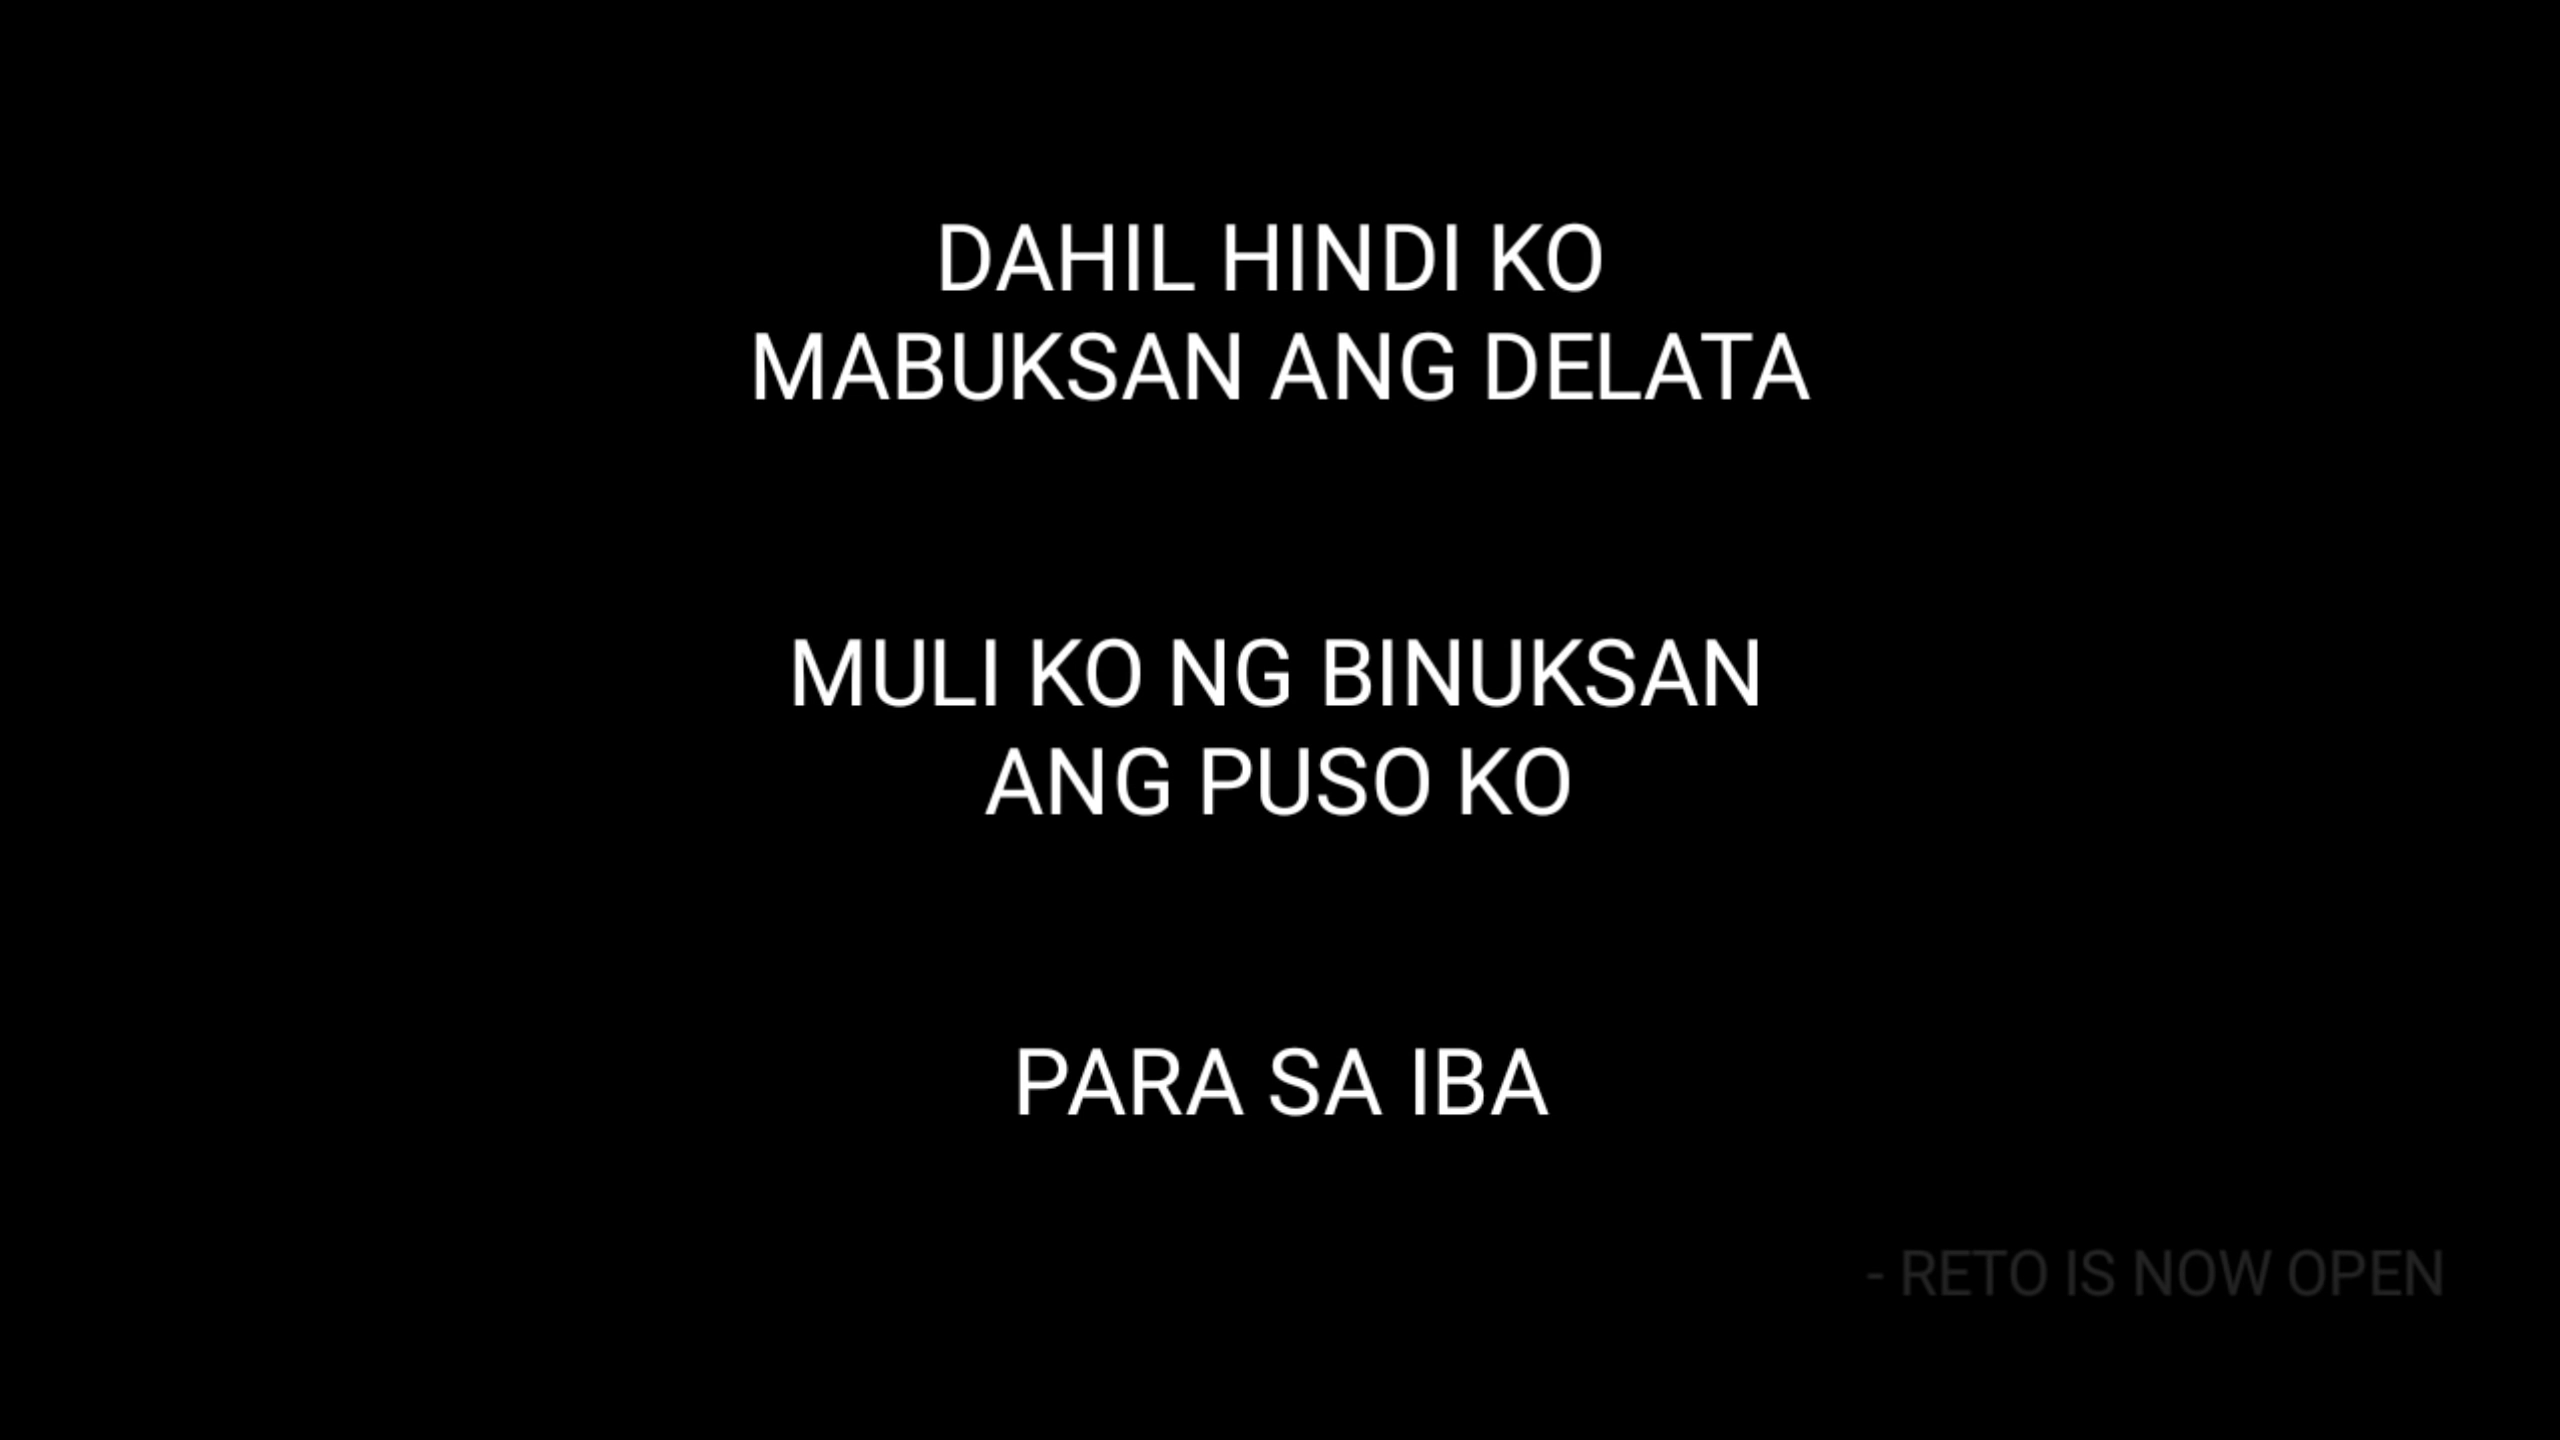 DAHIL HINDI KO
MABUKSAN ANG DELATA
MULI KO NG BINUKSAN
ANG PUSO KO
PARA SA IBA
- RETO IS NOW OPEN